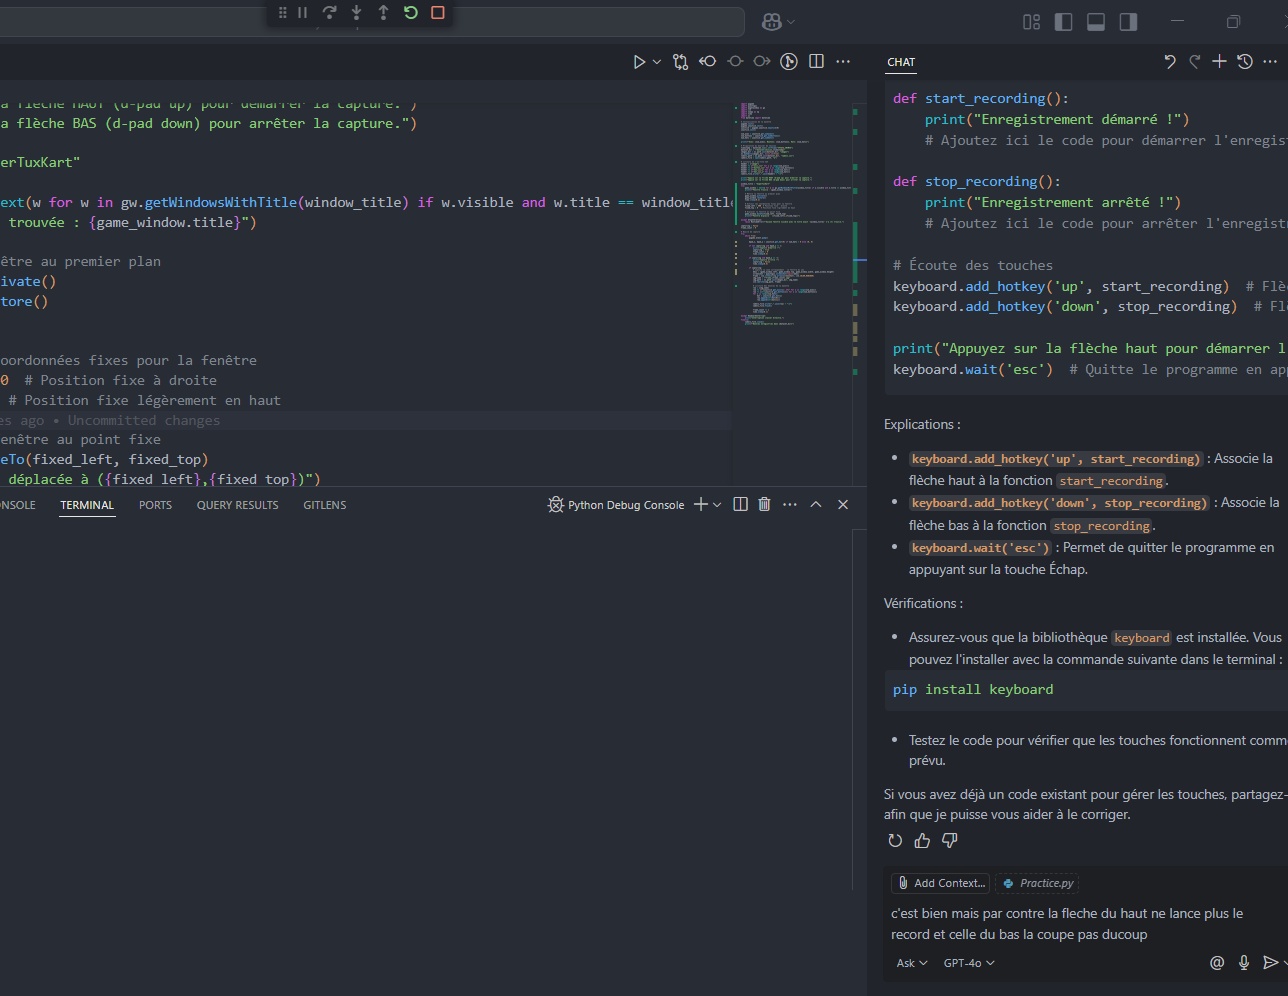 CHAT
a flèche HAUT (d-pad up) pour démarrer la capture.")
a flèche BAS (d-pad down) pour arrêter la capture.")
erTuxKart"
ext(w for w in gw.getWindowsWithTitle(window_title) if w.visible and w.title == window_title
trouvée : {game_window.title}")
être au premier plan
ivate()
tore()
oordonnées fixes pour la fenêtre
0 # Position fixe à droite
# Position fixe légèrement en haut
es ago • Uncommitted changes
enêtre au point fixe
eTo(fixed_left, fixed_top)
déplacée à ({fixed_left},{fixed_top})")
NSOLE
TERMINAL
PORTS
QUERY RESULTS
GITLENS
Python Debug Console
def start_recording():
print("Enregistrement démarré !")
# Ajoutez ici le code pour démarrer l'enregist
def stop_recording():
print("Enregistrement arrêté !")
# Ajoutez ici le code pour arrêter l'enregistr
# Écoute des touches
keyboard.add_hotkey('up', start_recording) # Flè
keyboard.add_hotkey('down', stop_recording) # Fl
print("Appuyez sur la flèche haut pour démarrer l
keyboard.wait('esc') # Quitte le programme en ap
Explications :
• keyboard.add_hotkey('up', start_recording) : Associe la
flèche haut à la fonction start_recording.
• keyboard.add_hotkey('down', stop_recording) : Associe la
flèche bas à la fonction stop_recording.
• keyboard.wait('esc') : Permet de quitter le programme en
appuyant sur la touche Échap.
Vérifications :
• Assurez-vous que la bibliothèque keyboard est installée. Vous
pouvez l'installer avec la commande suivante dans le terminal :
pip install keyboard
• Testez le code pour vérifier que les touches fonctionnent comm
prévu.
Si vous avez déjà un code existant pour gérer les touches, partagez-
afin que je puisse vous aider à le corriger.
Add Context...
Practice.py
c'est bien mais par contre la fleche du haut ne lance plus le
record et celle du bas la coupe pas ducoup
Ask
GPT-4o